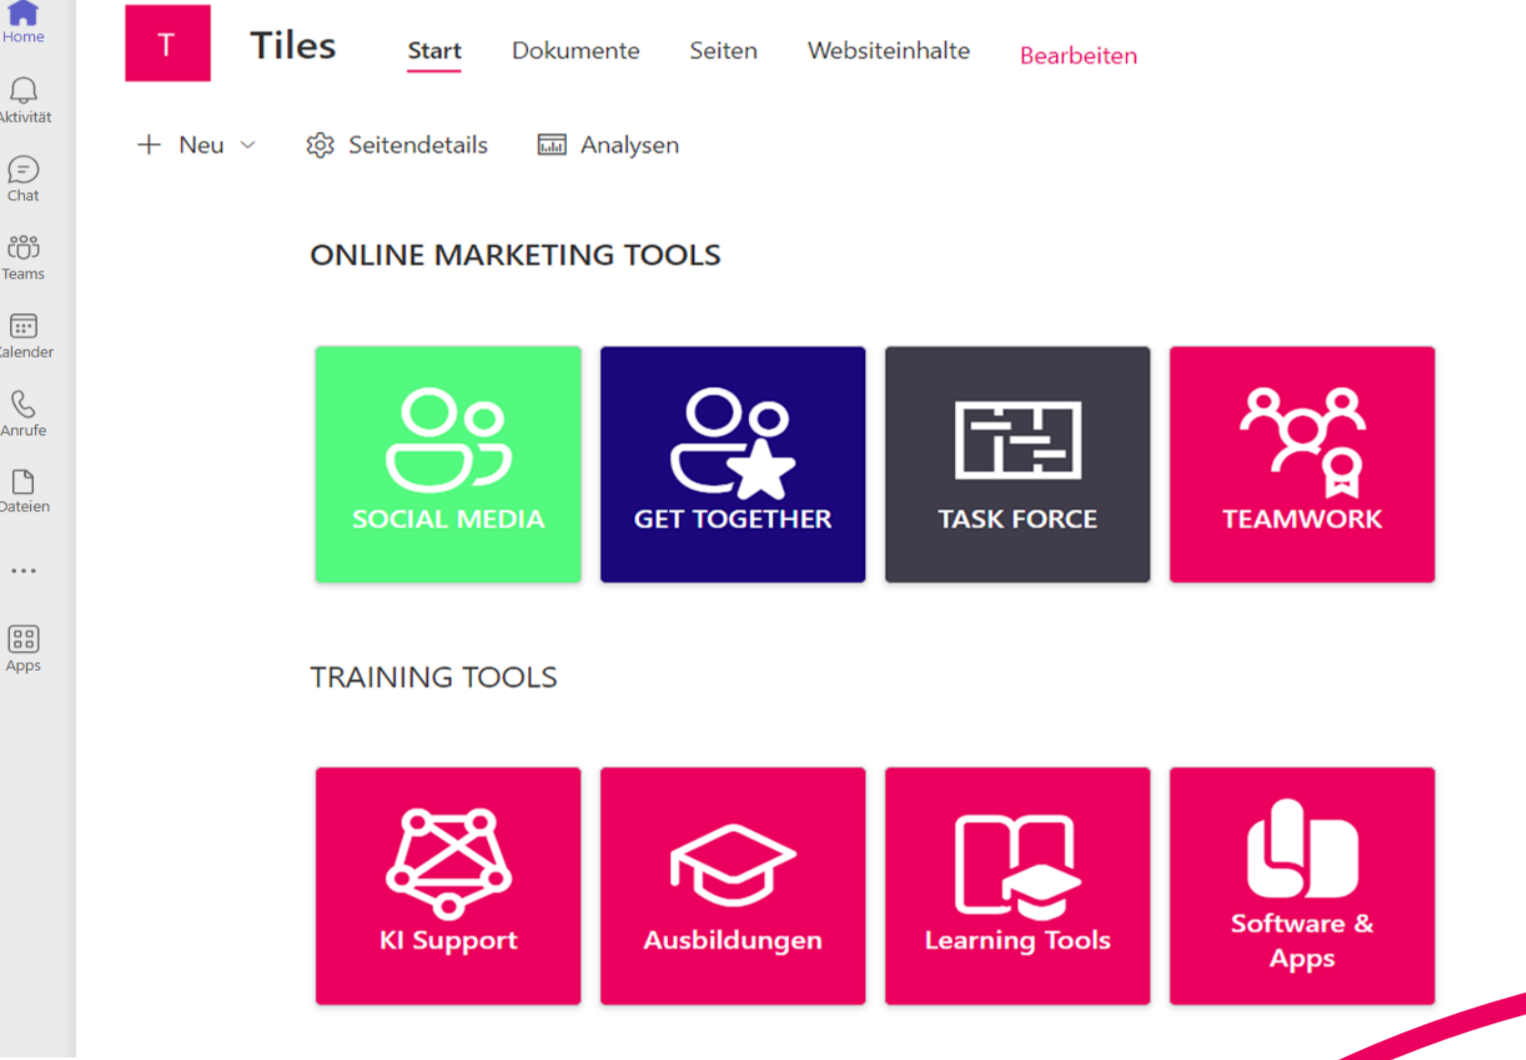 Home
Aktivität
Chat
Teams
Kalender
Anrufe
Dateien
Apps
T
Tiles
Start
Dokumente
Seiten
Websiteinhalte
Bearbeiten
Neu
Seitendetails
Analysen
ONLINE MARKETING TOOLS
SOCIAL MEDIA
GET TOGETHER
TASK FORCE
TEAMWORK
TRAINING TOOLS
KI Support
Ausbildungen
Learning Tools
Software &
Apps